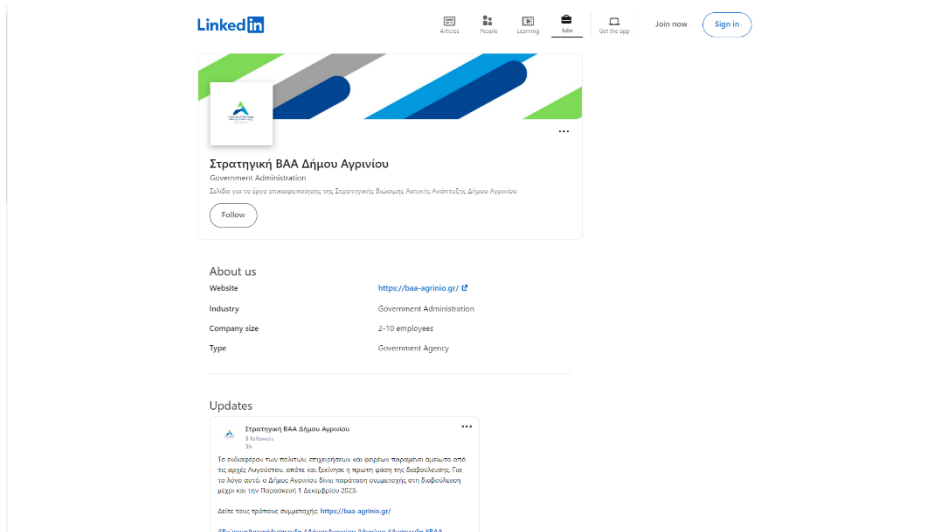 LinkedIn
Articles
People
Learning
Jobs
Get the app
Join now
Sign in
Στρατηγική ΒΑΑ Δήμου Αγρινίου
Government Administration
Σελίδα για το έργο επικαιροποίησης της Στρατηγικής Βιώσιμης Αστικής Ανάπτυξης Δήμου Αγρινίου
Follow
About us
Website https://baa-agrinio.gr/
Industry Government Administration
Company size 2-10 employees
Type Government Agency
Updates
Στρατηγική ΒΑΑ Δήμου Αγρινίου
3 followers
3h
Το ενδιαφέρον των πολιτών, επιχειρήσεων και φορέων παραμένει αμείωτο από
τις αρχές Αυγούστου, οπότε και ξεκίνησε η πρώτη φάση της διαβούλευσης. Για
το λόγο αυτό, ο Δήμος Αγρινίου δίνει παράταση συμμετοχής στη διαβούλευση
μέχρι και την Παρασκευή 1 Δεκεμβρίου 2023.
Δείτε τους τρόπους συμμετοχής: https://baa-agrinio.gr/